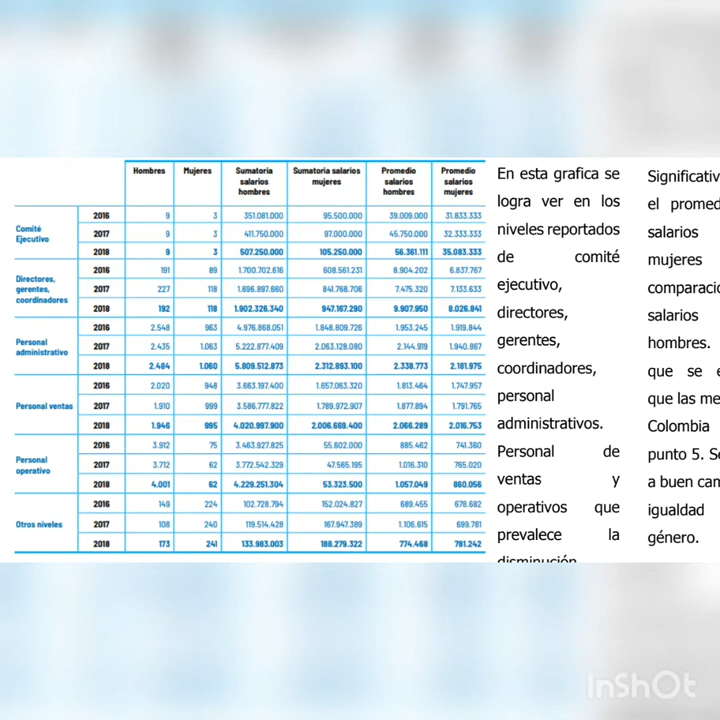 Hombres Mujeres Sumatoria salarios hombres Sumatoria salarios mujeres Promedio salarios hombres Promedio salarios mujeres
Comité Ejecutivo
2016 9 3 351.081.000 95.500.000 39.009.000 31.833.333
2017 9 3 411.750.000 97.000.000 45.750.000 32.333.333
2018 9 3 507.250.000 105.250.000 56.361.111 35.083.333
Directores, gerentes, coordinadores
2016 191 89 1.700.702.616 608.561.231 8.904.202 6.837.767
2017 227 118 1.696.897.660 841.768.706 7.475.320 7.133.633
2018 192 118 1.902.326.340 947.167.290 9.907.950 8.026.841
Personal administrativo
2016 2.548 963 4.976.868.051 1.848.809.726 1.953.245 1.919.844
2017 2.435 1.063 5.222.877.409 2.063.128.080 2.144.919 1.940.867
2018 2.484 1.060 5.809.512.873 2.312.893.100 2.338.773 2.181.975
Personal ventas
2016 2.020 948 3.663.197.400 1.657.063.320 1.813.464 1.747.957
2017 1.910 999 3.586.777.822 1.789.972.907 1.877.894 1.791.765
2018 1.946 995 4.020.997.900 2.006.669.400 2.066.289 2.016.753
Personal operativo
2016 3.912 75 3.463.927.825 55.602.000 885.462 741.360
2017 3.712 62 3.772.542.329 47.565.195 1.016.310 765.020
2018 4.001 62 4.229.251.304 53.323.500 1.057.049 860.056
Otros niveles
2016 149 224 102.728.794 152.024.827 689.455 678.682
2017 108 240 119.514.428 167.947.389 1.106.615 699.781
2018 173 241 133.983.003 188.279.322 774.468 781.242
En esta grafica se
logra ver en los
niveles reportados
de comité
ejecutivo,
directores,
gerentes,
coordinadores,
personal
administrativos.
Personal de
ventas y
operativos que
prevalece la
disminución
Significativ
el promed
salarios
mujeres
comparació
salarios
hombres.
que se e
que las me
Colombia
punto 5. Se
a buen cam
igualdad
género.
InShOt